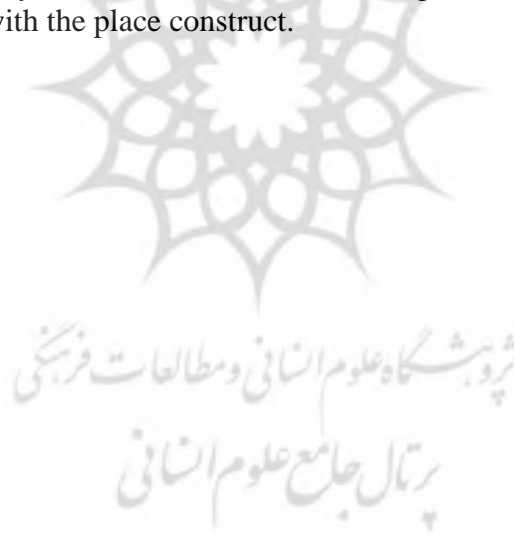 with the place construct.
پژوهشگاه علوم انسانی و مطالعات فرهنگی
پرتال جامع علوم انسانی